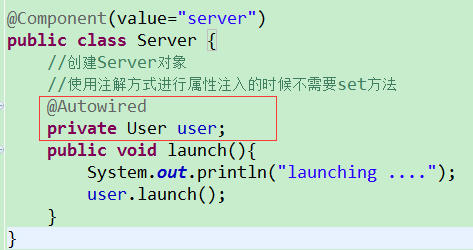 @Component(value="server")
public class Server {
//创建Server对象
//使用注解方式进行属性注入的时候不需要set方法
@Autowired
private User user;
public void launch(){
System.out.println("launching ....");
user.launch();
}
}